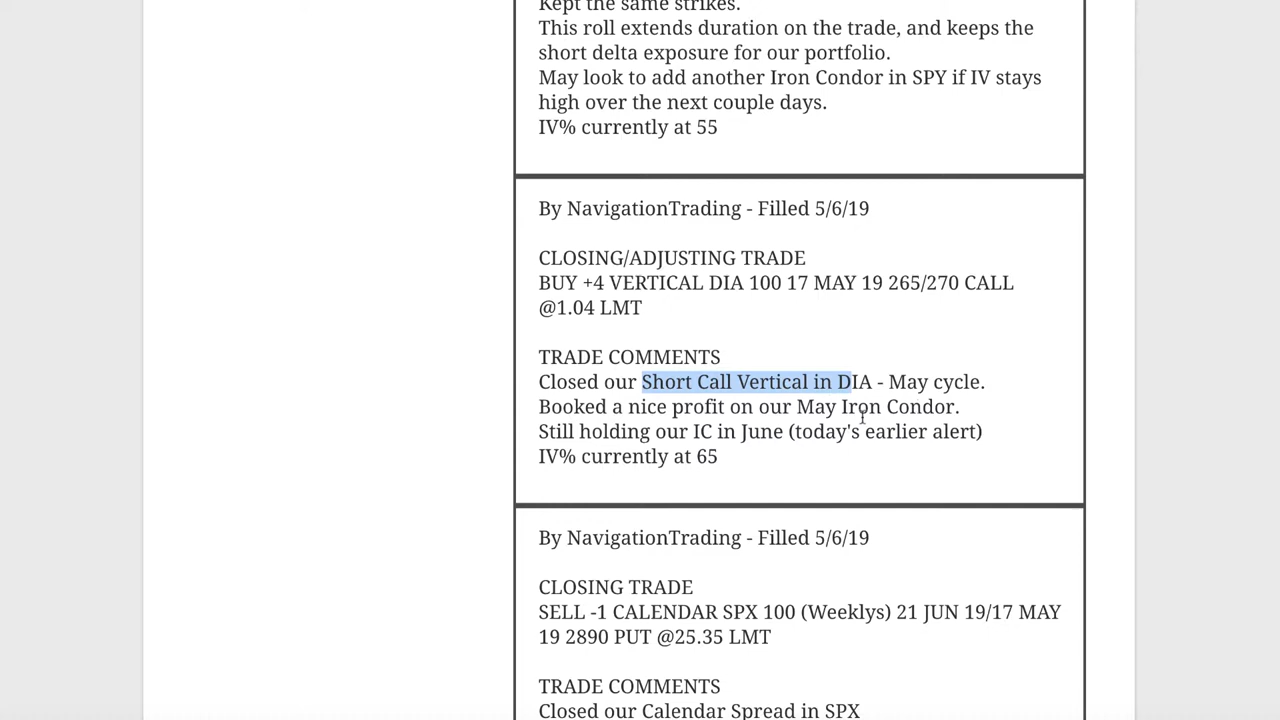 Kept the same strikes.
This roll extends duration on the trade, and keeps the
short delta exposure for our portfolio.
May look to add another Iron Condor in SPY if IV stays
high over the next couple days.
IV% currently at 55
By NavigationTrading - Filled 5/6/19
CLOSING/ADJUSTING TRADE
BUY +4 VERTICAL DIA 100 17 MAY 19 265/270 CALL
@1.04 LMT
TRADE COMMENTS
Closed our Short Call Vertical in DIA - May cycle.
Booked a nice profit on our May Iron Condor.
Still holding our IC in June (today's earlier alert)
IV% currently at 65
By NavigationTrading - Filled 5/6/19
CLOSING TRADE
SELL -1 CALENDAR SPX 100 (Weeklys) 21 JUN 19/17 MAY
19 2890 PUT @25.35 LMT
TRADE COMMENTS
Closed our Calendar Spread in SPX